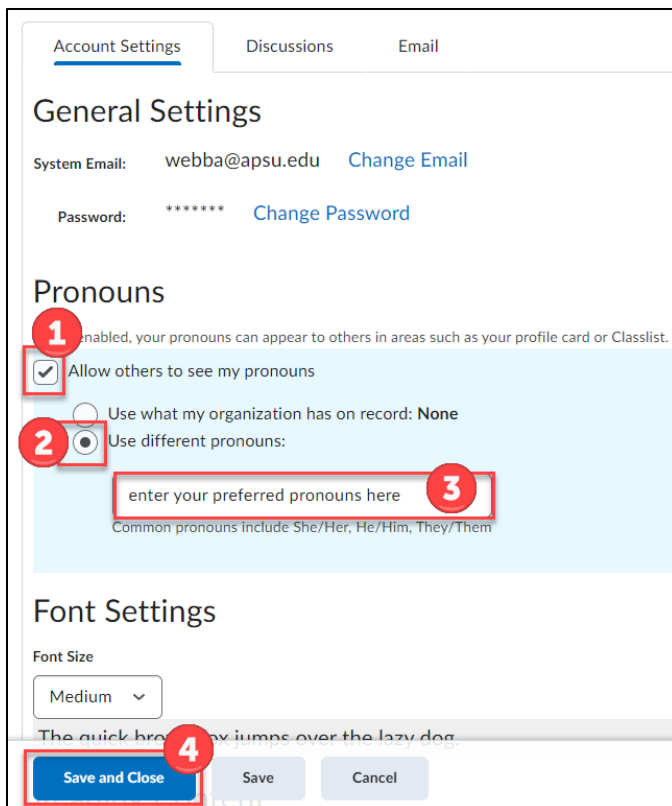 Account Settings Discussions Email
General Settings
System Email: webba@apsu.edu Change Email
Password: ******* Change Password
Pronouns
1
enabled, your pronouns can appear to others in areas such as your profile card or Classlist.
Allow others to see my pronouns
Use what my organization has on record: None
2
Use different pronouns:
enter your preferred pronouns here 3
Common pronouns include She/Her, He/Him, They/Them
Font Settings
Font Size
Medium
The quick brown fox jumps over the lazy dog.
4
Save and Close Save Cancel